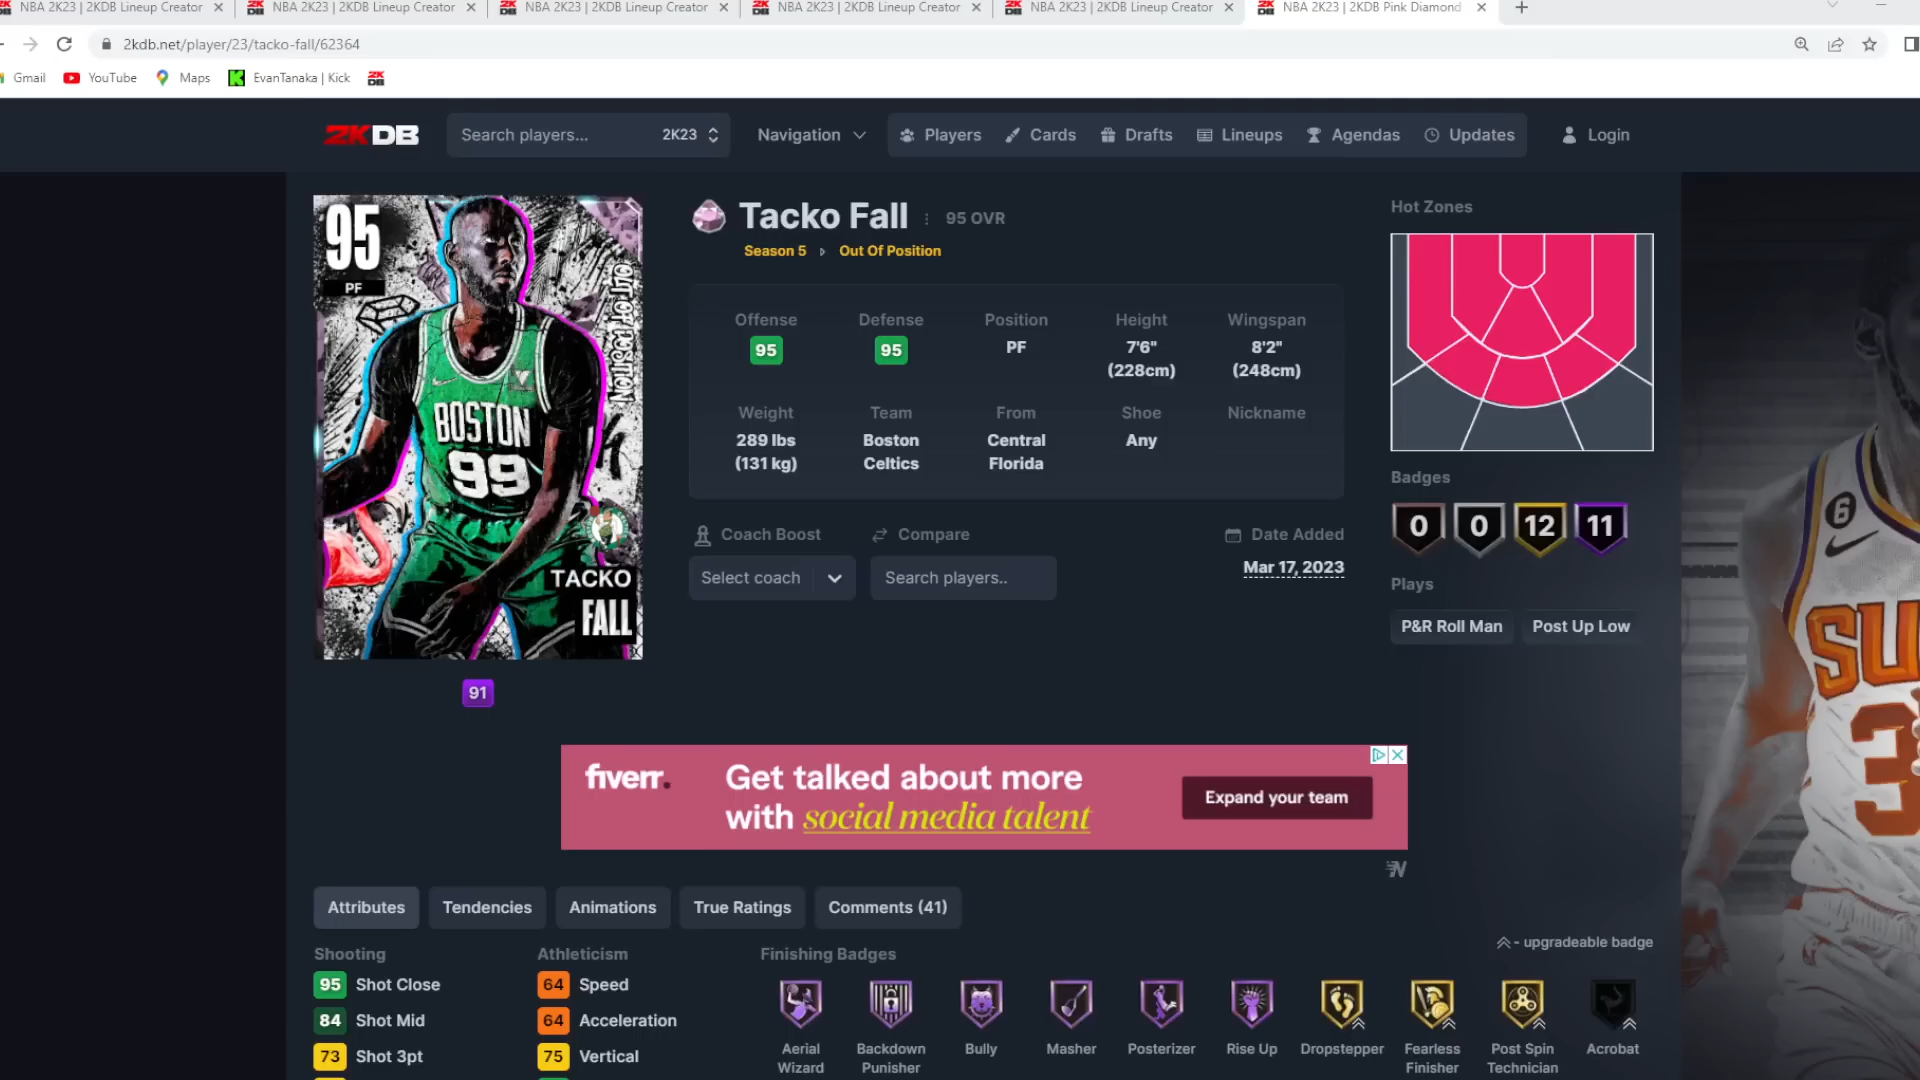 NBA 2K23 | 2KDB Lineup Creator
NBA 2K23 | 2KDB Lineup Creator
NBA 2K23 | 2KDB Lineup Creator
NBA 2K23 | 2KDB Lineup Creator
NBA 2K23 | 2KDB Lineup Creator
NBA 2K23 | 2KDB Pink Diamond
2kdb.net/player/23/tacko-fall/62364
Gmail YouTube Maps EvanTanaka | Kick
2KDB Search players... 2K23 Navigation Players Cards Drafts Lineups Agendas Updates Login
95
PF
OUT OF POSITION
BOSTON
99
TACKO
FALL
91
Tacko Fall : 95 OVR
Season 5 Out Of Position
Offense Defense Position Height Wingspan
95 95 PF 7'6" 8'2"
(228cm) (248cm)
Weight Team From Shoe Nickname
289 lbs Boston Central Any
(131 kg) Celtics Florida
Coach Boost Compare Date Added
Select coach Search players.. Mar 17, 2023
Hot Zones
Badges
0 0 12 11
Plays
P&R Roll Man Post Up Low
6
SU
3
fiverr. Get talked about more
with social media talent
Expand your team
Attributes Tendencies Animations True Ratings Comments (41)
- upgradeable badge
Shooting Athleticism Finishing Badges
95 Shot Close 64 Speed
84 Shot Mid 64 Acceleration
73 Shot 3pt 75 Vertical
Aerial Wizard
Backdown Punisher
Bully
Masher
Posterizer
Rise Up
Dropstepper
Fearless Finisher
Post Spin Technician
Acrobat